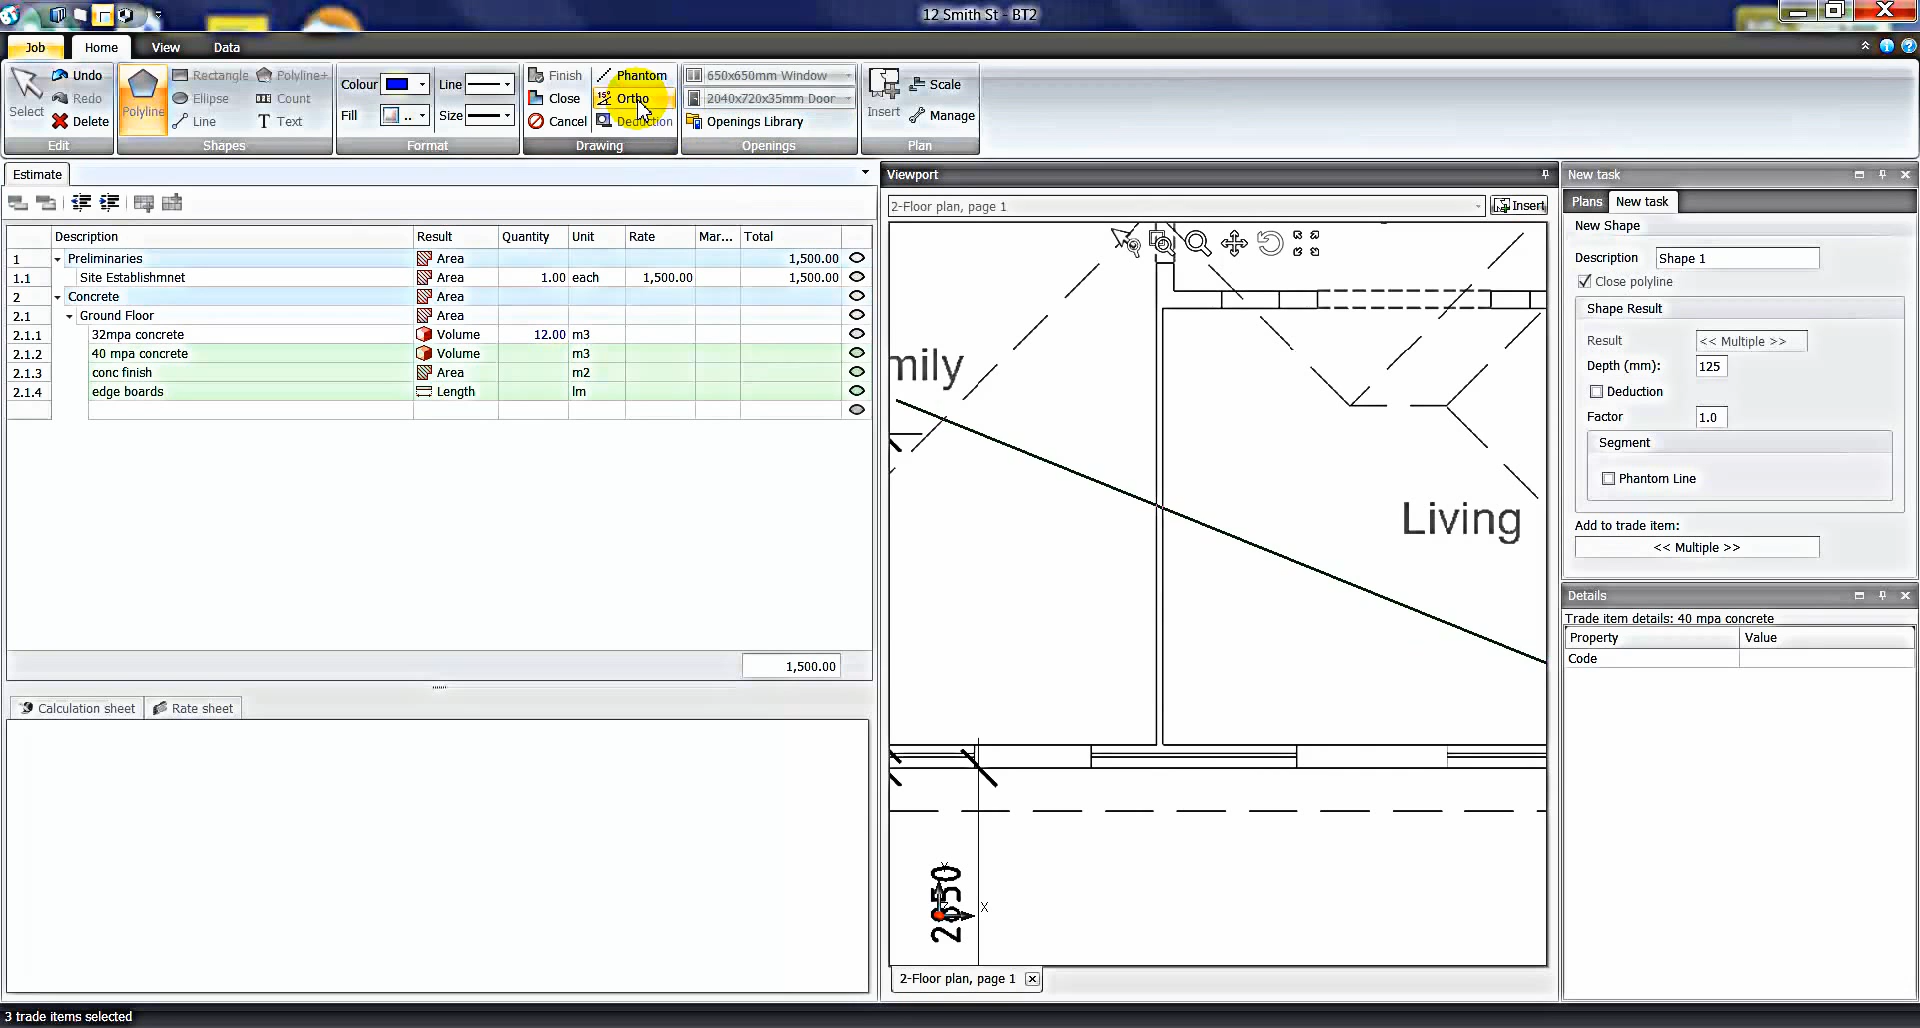 12 Smith St - BT2
Job Home View Data
Select
Undo
Redo
Delete
Edit
Polyline
Rectangle Polyline+
Ellipse Count
Line Text
Shapes
Colour Line
Fill .. Size
Format
Finish Phantom
Close 15° Ortho
Cancel Deduction
Drawing
650x650mm Window
2040x720x35mm Door
Openings Library
Openings
Insert
Scale
Manage
Plan
Estimate
Description Result Quantity Unit Rate Mar... Total
1 Preliminaries Area 1,500.00
1.1 Site Establishmnet Area 1.00 each 1,500.00 1,500.00
2 Concrete Area
2.1 Ground Floor Area
2.1.1 32mpa concrete Volume 12.00 m3
2.1.2 40 mpa concrete Volume m3
2.1.3 conc finish Area m2
2.1.4 edge boards Length lm
1,500.00
Calculation sheet Rate sheet
3 trade items selected
Viewport
2-Floor plan, page 1 Insert
mily
Living
2850
Y
Z
X
2-Floor plan, page 1
New task
Plans New task
New Shape
Description Shape 1
Close polyline
Shape Result
Result << Multiple >>
Depth (mm): 125
Deduction
Factor 1.0
Segment
Phantom Line
Add to trade item:
<< Multiple >>
Details
Trade item details: 40 mpa concrete
Property Value
Code